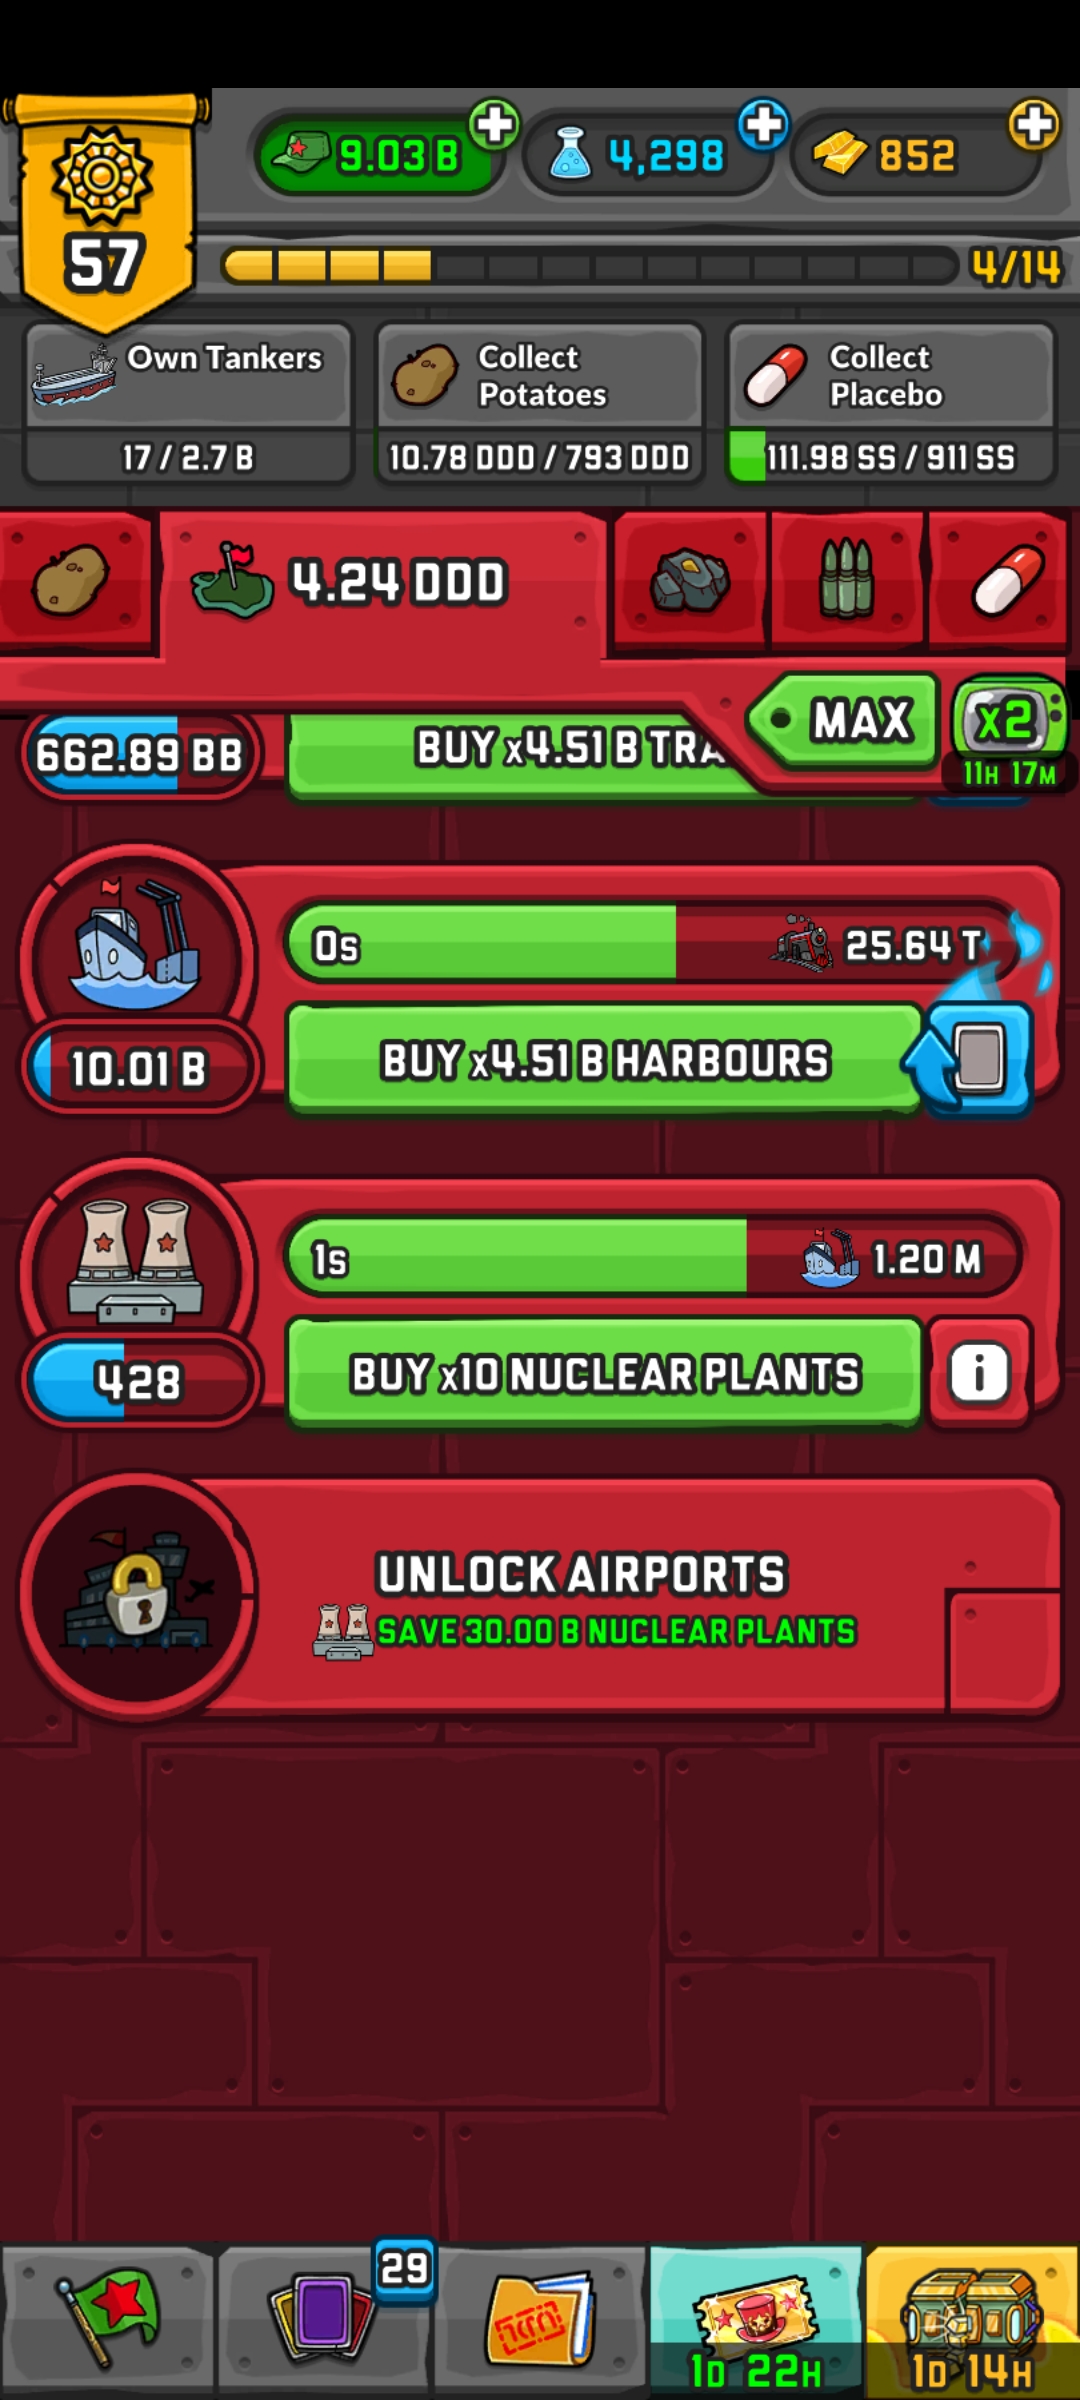 57
9.03 B
4,298
852
4/14
Own Tankers
17 / 2.7 B
Collect
Potatoes
10.78 DDD / 793 DDD
Collect
Placebo
111.98 SS / 911 SS
4.24 DDD
MAX
x2
11H 17M
662.89 BB
BUY x4.51 B TRA
0s
25.64 T
10.01 B
BUY x4.51 B HARBOURS
1s
1.20 M
428
BUY x10 NUCLEAR PLANTS
i
UNLOCK AIRPORTS
SAVE 30.00 B NUCLEAR PLANTS
29
1D 22H
1D 14H